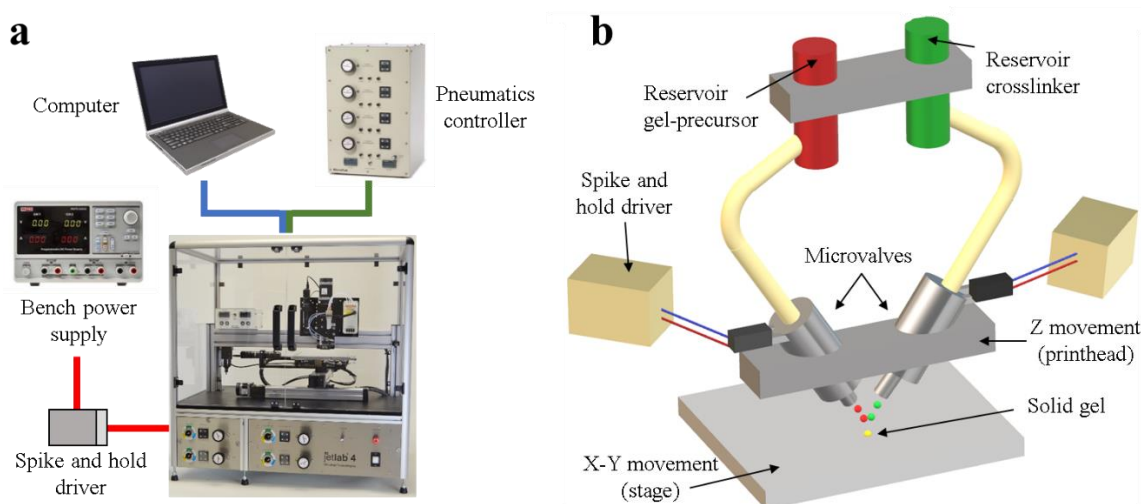 a
Computer
Pneumatics
controller
Bench power
supply
Spike and hold
driver
etlab 4
b
Reservoir
gel-precursor
Reservoir
crosslinker
Spike and
hold driver
Microvalves
Z movement
(printhead)
Solid gel
X-Y movement
(stage)